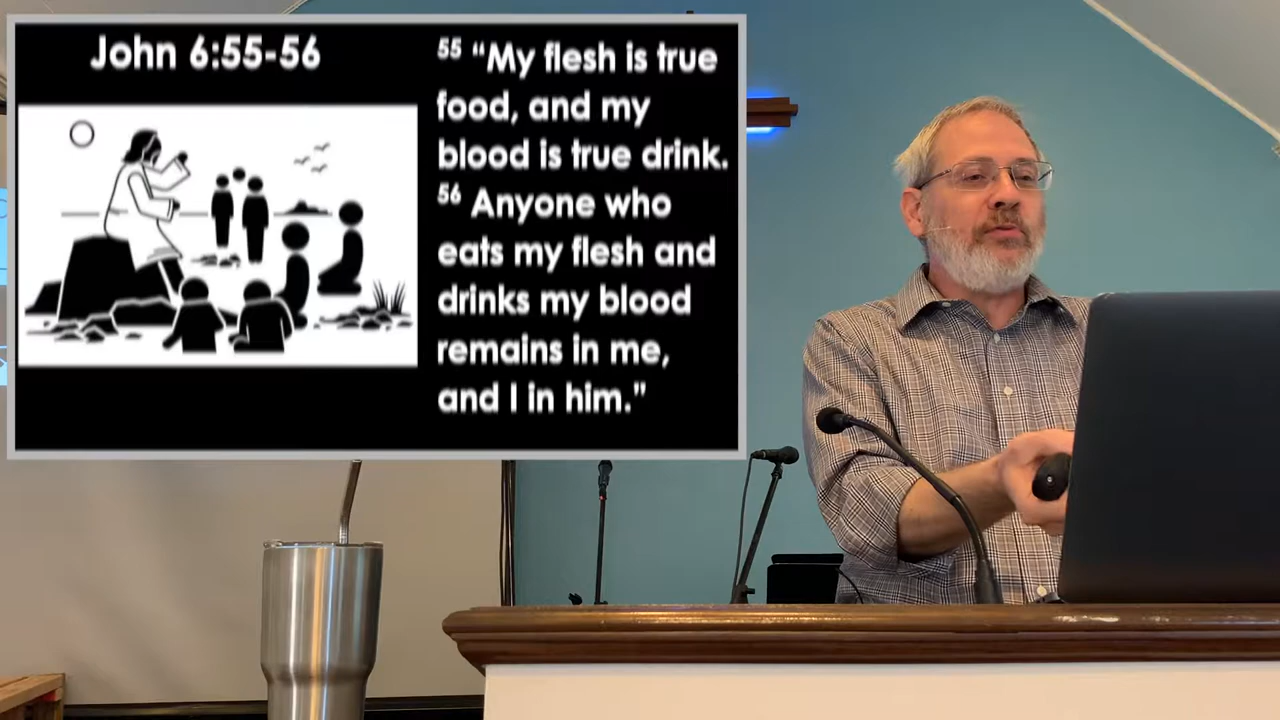 John 6:55-56
55 “My flesh is true
food, and my
blood is true drink.
56 Anyone who
eats my flesh and
drinks my blood
remains in me,
and I in him."